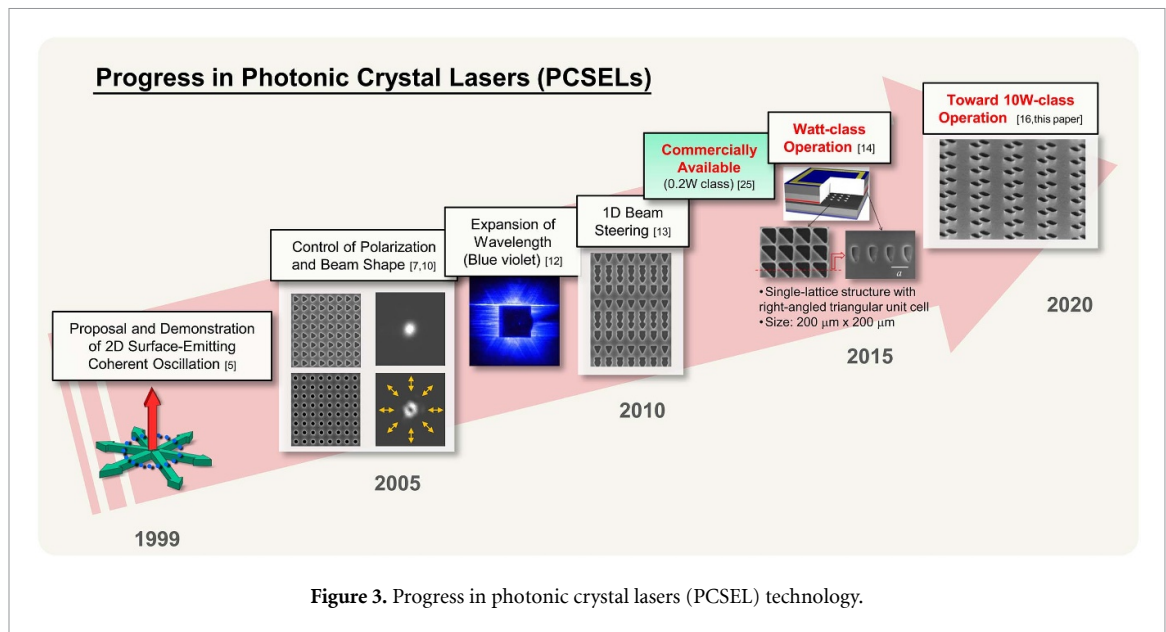 Progress in Photonic Crystal Lasers (PCSELs)
Proposal and Demonstration
of 2D Surface-Emitting
Coherent Oscillation [5]
1999
Control of Polarization
and Beam Shape [7,10]
2005
Expansion of
Wavelength
(Blue violet) [12]
1D Beam
Steering [13]
2010
Commercially
Available
(0.2W class) [25]
Watt-class
Operation [14]
a
•Single-lattice structure with
right-angled triangular unit cell
•Size: 200 μm x 200 μm
2015
Toward 10W-class
Operation [16,this paper]
2020
Figure 3. Progress in photonic crystal lasers (PCSEL) technology.